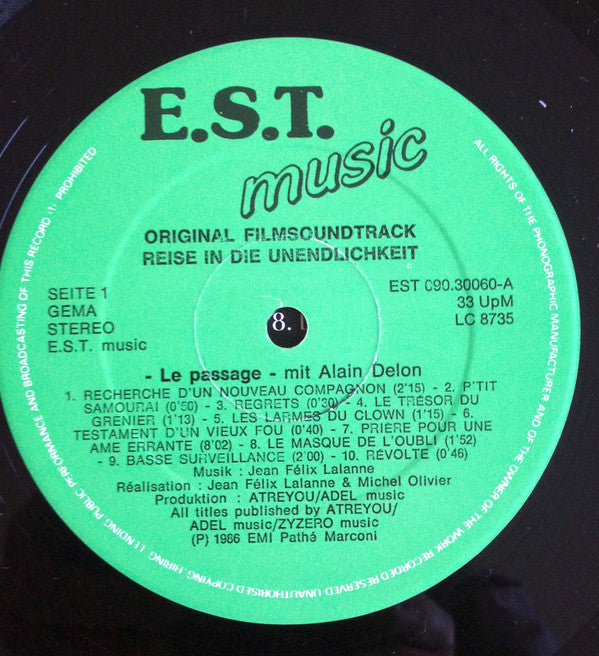 E.S.T.
music
ORIGINAL FILMSOUNDTRACK
REISE IN DIE UNENDLICHKEIT
SEITE 1
GEMA
STEREO
E.S.T. music
EST 090.30060-A
33 UpM
LC 8735
8.
- Le passage - mit Alain Delon
1. RECHERCHE D'UN NOUVEAU COMPAGNON (2'15) - 2. P'TIT
SAMOURAI (0'50) - 3. REGRETS (0'30) - 4. LE TRÉSOR DU
GRENIER (1'13) - 5. LES LARMES DU CLOWN (1'15) - 6.
TESTAMENT D'UN VIEUX FOU (0'40) - 7. PRIÈRE POUR UNE
AME ERRANTE (8'02) - 8. LE MASQUE DE L'OUBLI (1'52)
- 9. BASSE SURVEILLANCE (2'00) - 10. RÉVOLTE (0'46)
Musik : Jean Félix Lalanne
Réalisation : Jean Félix Lalanne & Michel Olivier
Produktion : ATREYOU/ADEL music
All titles published by ATREYOU/
ADEL music/ZYZERO music
(P) 1986 EMI Pathé Marconi
ALL RIGHTS OF THE PHONOGRAPHIC MANUFACTURER AND OF THE OWNER OF THE WORK RECORDED RESERVED UNAUTHORISED COPYING. HIRING. LENDING. PUBLIC PERFORMANCE AND BROADCASTING OF THIS RECORD PROHIBITED